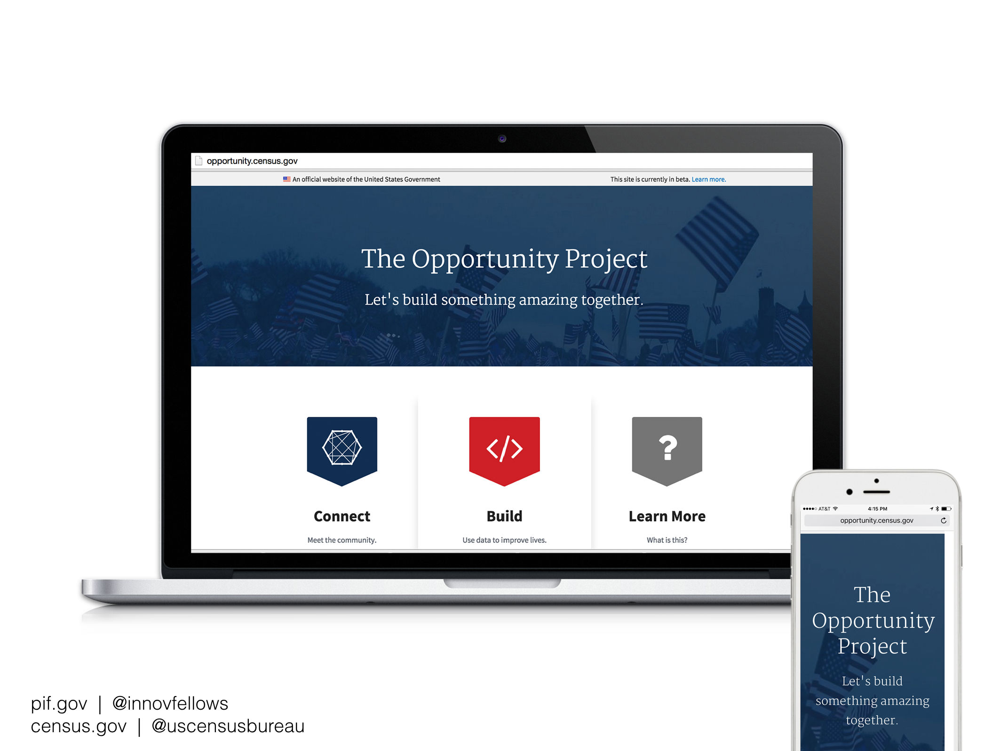 opportunity.census.gov
An official website of the United States Government
This site is currently in beta. Learn more.
The Opportunity Project
Let's build something amazing together.
Connect
Build
Learn More
Meet the community.
Use data to improve lives.
What is this?
AT&T 4:15 PM
opportunity.census.gov
The
Opportunity
Project
Let's build
something amazing
together.
pif.gov | @innovfellows
census.gov | @uscensusbureau